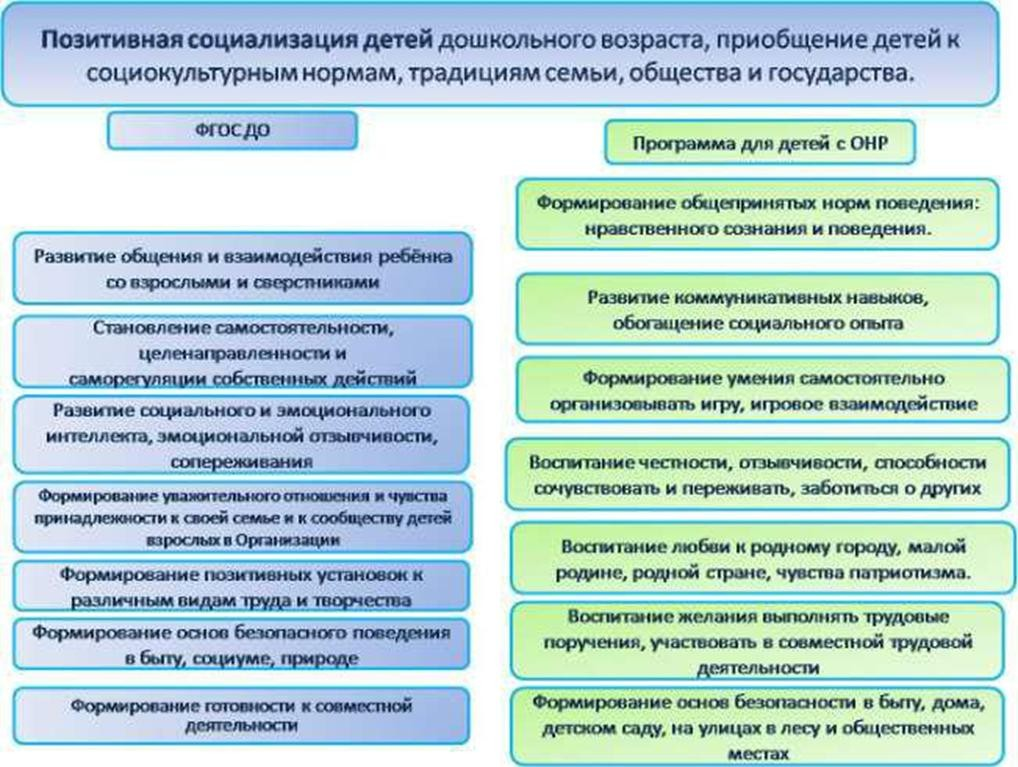 Позитивная социализация детей дошкольного возраста, приобщение детей к
социокультурным нормам, традициям семьи, общества и государства.
ФГОС ДО
Развитие общения и взаимодействия ребёнка
со взрослыми и сверстниками
Становление самостоятельности,
целенаправленности и
саморегуляции собственных действий
Развитие социального и эмоционального
интеллекта, эмоциональной отзывчивости,
сопереживания
Формирование уважительного отношения и чувства
принадлежности к своей семье и к сообществу детей
взрослых в Организации
Формирование позитивных установок к
различным видам труда и творчества
Формирование основ безопасного поведения
в быту, социуме, природе
Формирование готовности к совместной
деятельности
Программа для детей с ОНР
Формирование общепринятых норм поведения:
нравственного сознания и поведения.
Развитие коммуникативных навыков,
обогащение социального опыта
Формирование умения самостоятельно
организовывать игру, игровое взаимодействие
Воспитание честности, отзывчивости, способности
сочувствовать и переживать, заботиться о других
Воспитание любви к родному городу, малой
родине, родной стране, чувства патриотизма.
Воспитание желания выполнять трудовые
поручения, участвовать в совместной трудовой
деятельности
Формирование основ безопасности в быту, дома,
детском саду, на улицах в лесу и общественных
местах